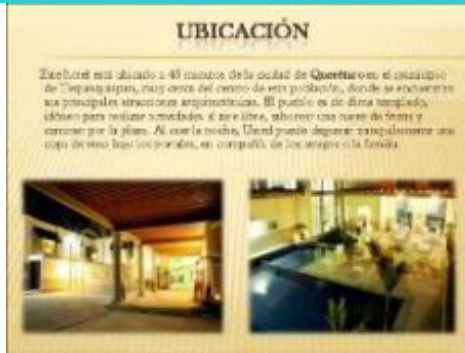 UBICACIÓN
Este hotel está ubicado a 45 minutos de la ciudad de Querétaro en el municipio
de Tequisquiapan, muy cerca del centro de esta población, donde se encuentran
sus principales atracciones arquitectónicas. El pueblo es de clima templado,
idóneo para realizar actividades al aire libre, saborear una nieve de frutas y
caminar por la plaza. Al caer la noche, Usted puede degustar tranquilamente una
copa de vino bajo los portales, en compañía de los amigos o la familia